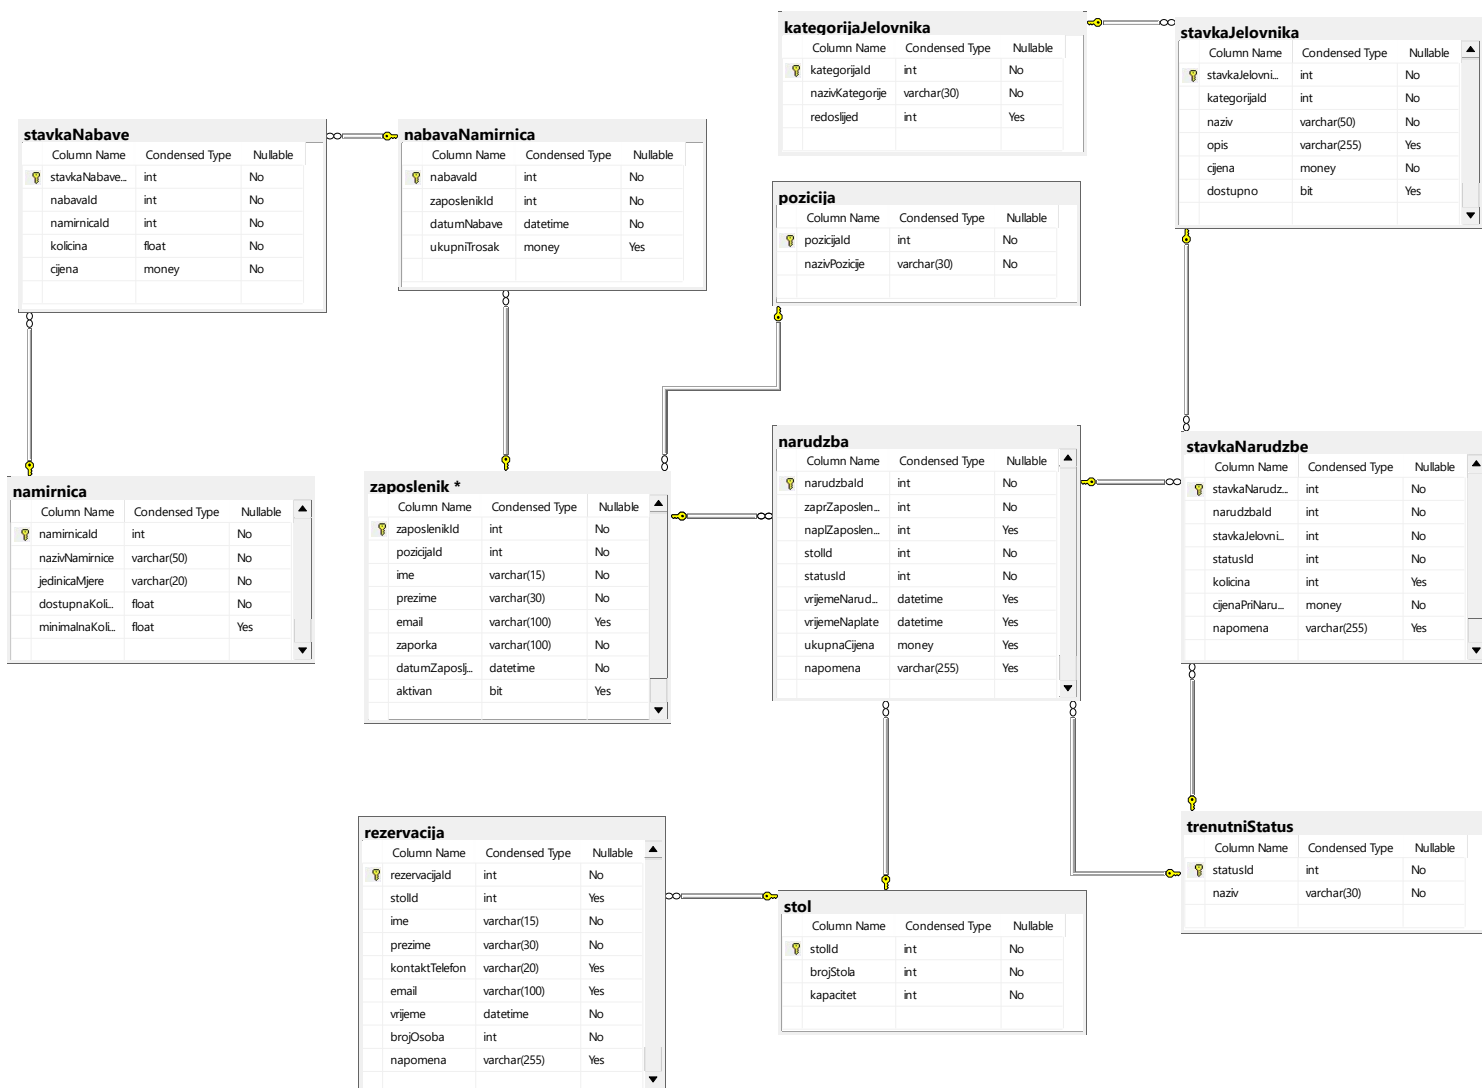 kategorijaJelovnika
Column Name Condensed Type Nullable
kategorijaId int No
nazivKategorije varchar(30) No
redoslijed int Yes
stavkaJelovnika
Column Name Condensed Type Nullable
stavkaJelovni... int No
kategorijaId int No
naziv varchar(50) No
opis varchar(255) Yes
cijena money No
dostupno bit Yes
stavkaNabave
Column Name Condensed Type Nullable
stavkaNabave... int No
nabavaId int No
namirnicaId int No
kolicina float No
cijena money No
nabavaNamirnica
Column Name Condensed Type Nullable
nabavaId int No
zaposlenikId int No
datumNabave datetime No
ukupniTrosak money Yes
pozicija
Column Name Condensed Type Nullable
pozicijaId int No
nazivPozicije varchar(30) No
namirnica
Column Name Condensed Type Nullable
namirnicaId int No
nazivNamirnice varchar(50) No
jedinicaMjere varchar(20) No
dostupnaKoli... float No
minimalnaKoli... float Yes
zaposlenik *
Column Name Condensed Type Nullable
zaposlenikId int No
pozicijaId int No
ime varchar(15) No
prezime varchar(30) No
email varchar(100) Yes
zaporka varchar(100) No
datumZaposlj... datetime No
aktivan bit Yes
narudzba
Column Name Condensed Type Nullable
narudzbaId int No
zaprZaposlen... int No
naplZaposlen... int Yes
stolId int No
statusId int No
vrijemeNarud... datetime Yes
vrijemeNaplate datetime Yes
ukupnaCijena money Yes
napomena varchar(255) Yes
stavkaNarudzbe
Column Name Condensed Type Nullable
stavkaNarudz... int No
narudzbaId int No
stavkaJelovni... int No
statusId int No
kolicina int Yes
cijenaPriNaru... money No
napomena varchar(255) Yes
rezervacija
Column Name Condensed Type Nullable
rezervacijaId int No
stolId int Yes
ime varchar(15) No
prezime varchar(30) No
kontaktTelefon varchar(20) Yes
email varchar(100) Yes
vrijeme datetime No
brojOsoba int No
napomena varchar(255) Yes
stol
Column Name Condensed Type Nullable
stolId int No
brojStola int No
kapacitet int No
trenutniStatus
Column Name Condensed Type Nullable
statusId int No
naziv varchar(30) No